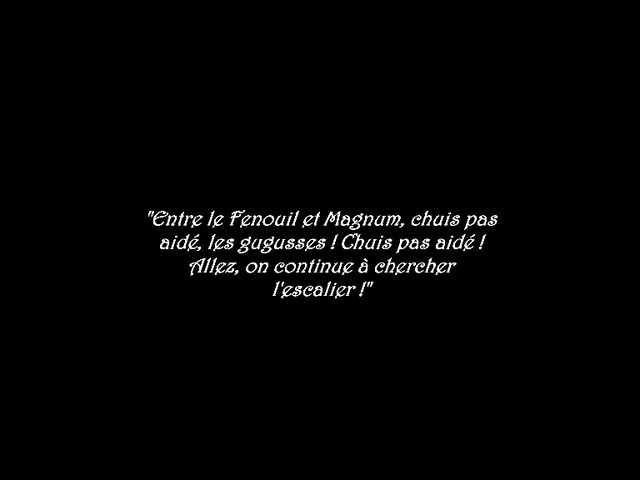 "Entre le Fenouil et Magnum, chuis pas
aidé, les gugusses ! Chuis pas aidé !
Allez, on continue à chercher
l'escalier !"